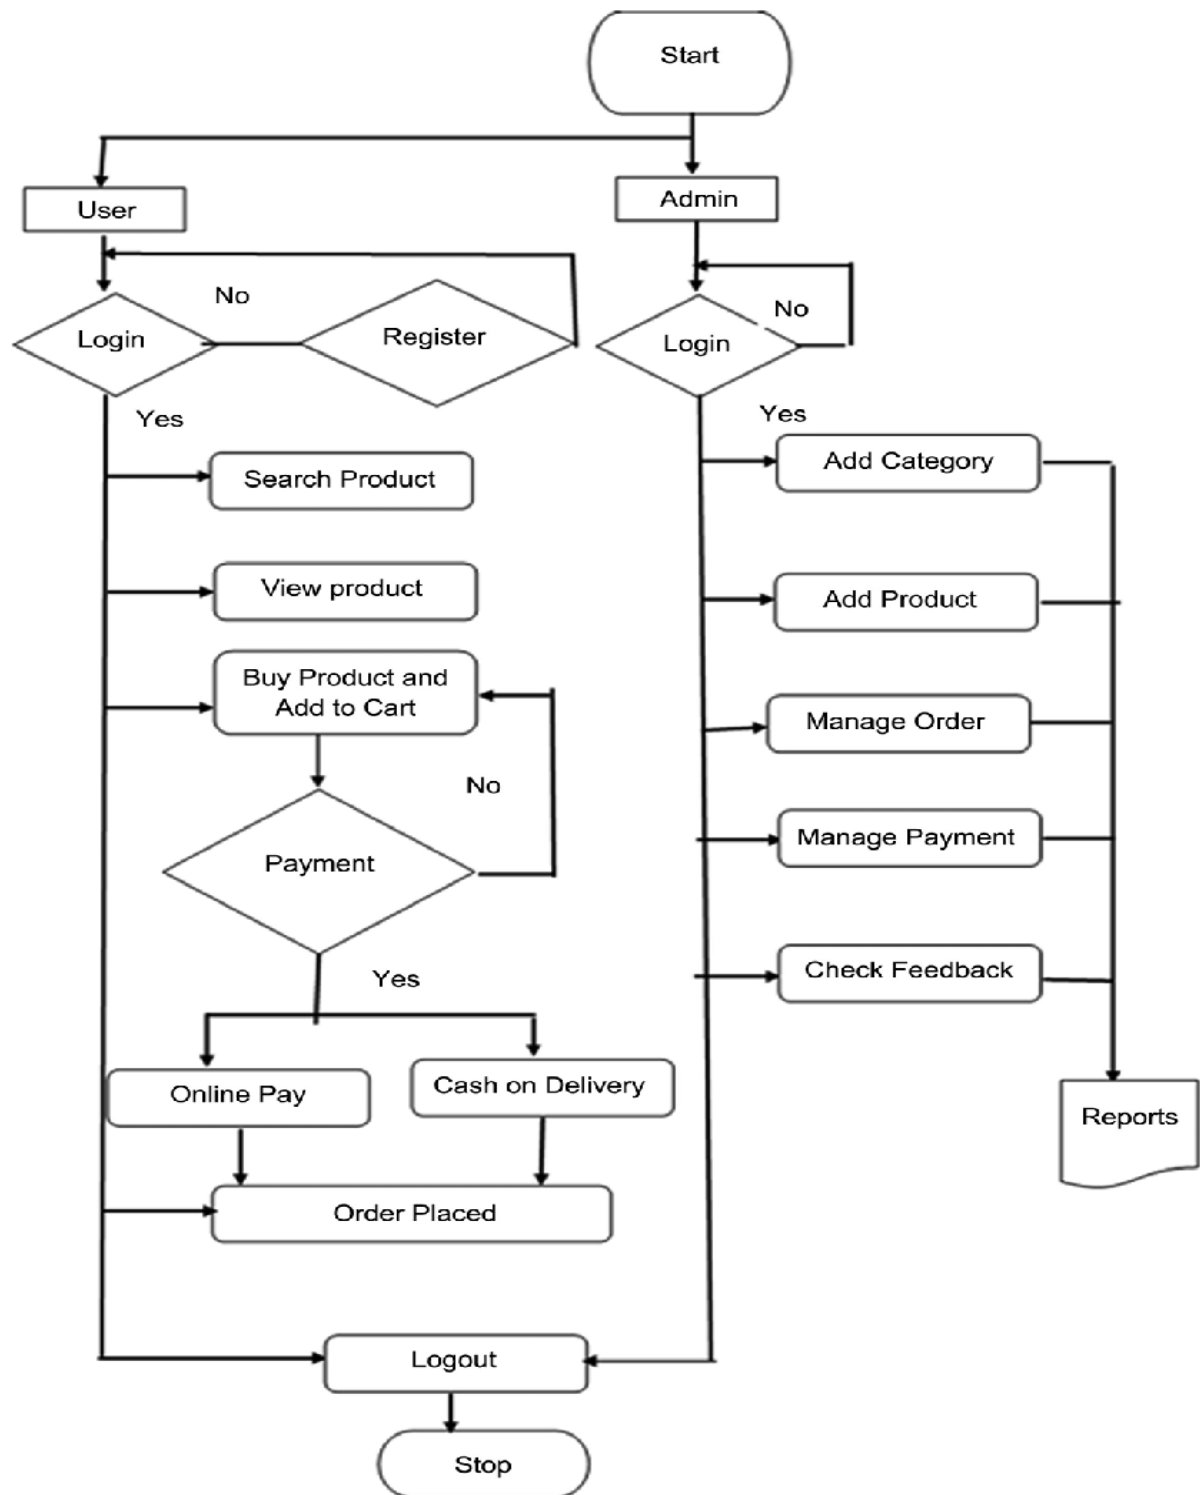 Start
User
Admin
No
Login
Register
No
Login
Yes
Yes
Search Product
Add Category
View product
Add Product
Buy Product and
Add to Cart
Manage Order
No
Payment
Manage Payment
Yes
Check Feedback
Online Pay
Cash on Delivery
Reports
Order Placed
Logout
Stop